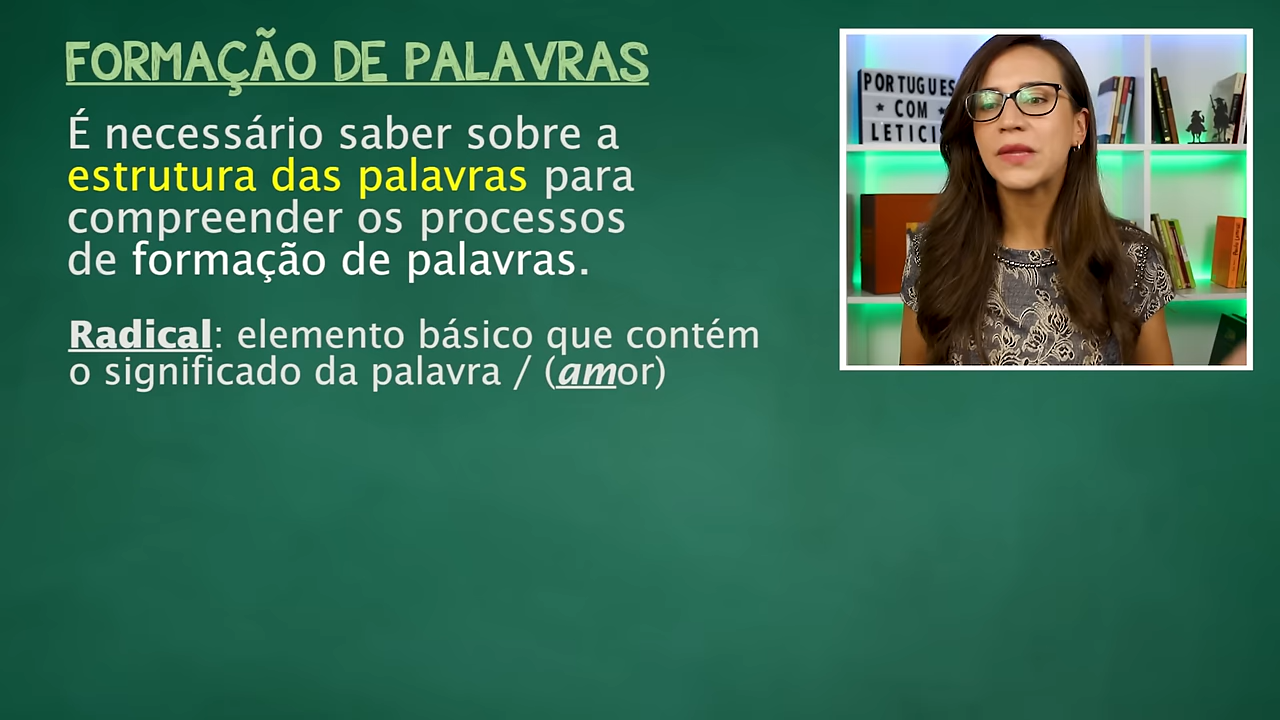 FORMAÇÃO DE PALAVRAS
É necessário saber sobre a
estrutura das palavras para
compreender os processos
de formação de palavras.
Radical: elemento básico que contém
o significado da palavra / (amor)
PORTUGUES
COM
LETICI